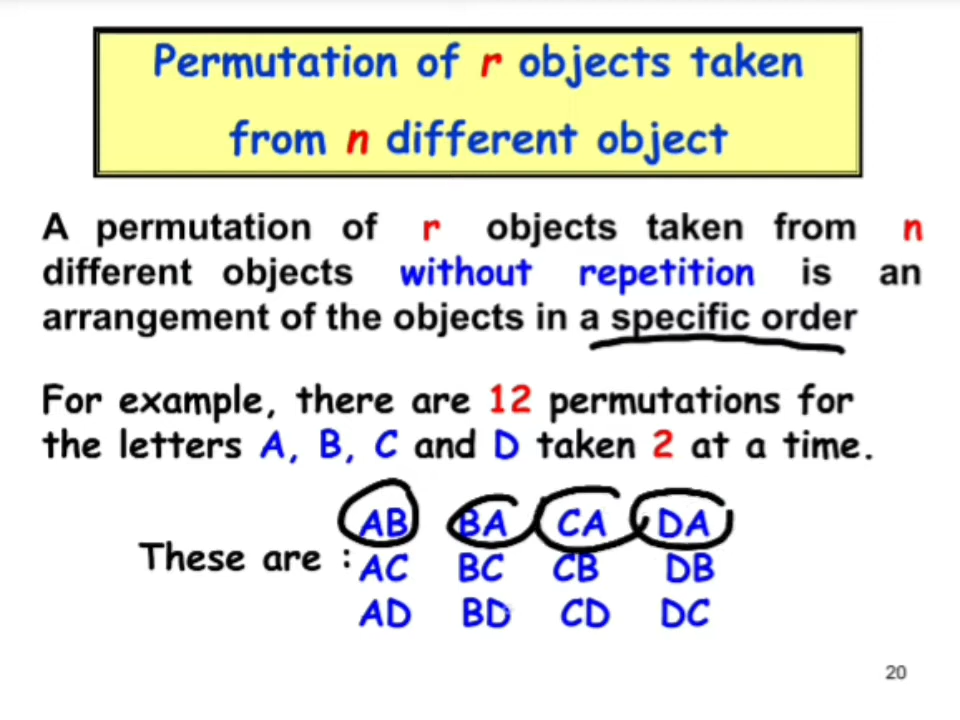 Permutation of r objects taken
from n different object
A permutation of r objects taken from n
different objects without repetition is an
arrangement of the objects in a specific order
For example, there are 12 permutations for
the letters A, B, C and D taken 2 at a time.
These are :
AB BA CA DA
AC BC CB DB
AD BD CD DC
20